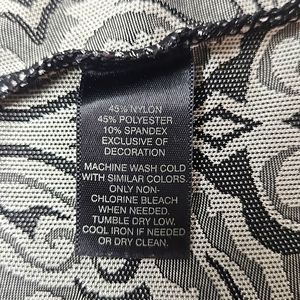 45% NYLON
45% POLYESTER
10% SPANDEX
EXCLUSIVE OF
DECORATION
MACHINE WASH COLD
WITH SIMILAR COLORS.
ONLY NON-
CHLORINE BLEACH
WHEN NEEDED.
TUMBLE DRY LOW.
COOL IRON IF NEEDED
OR DRY CLEAN.